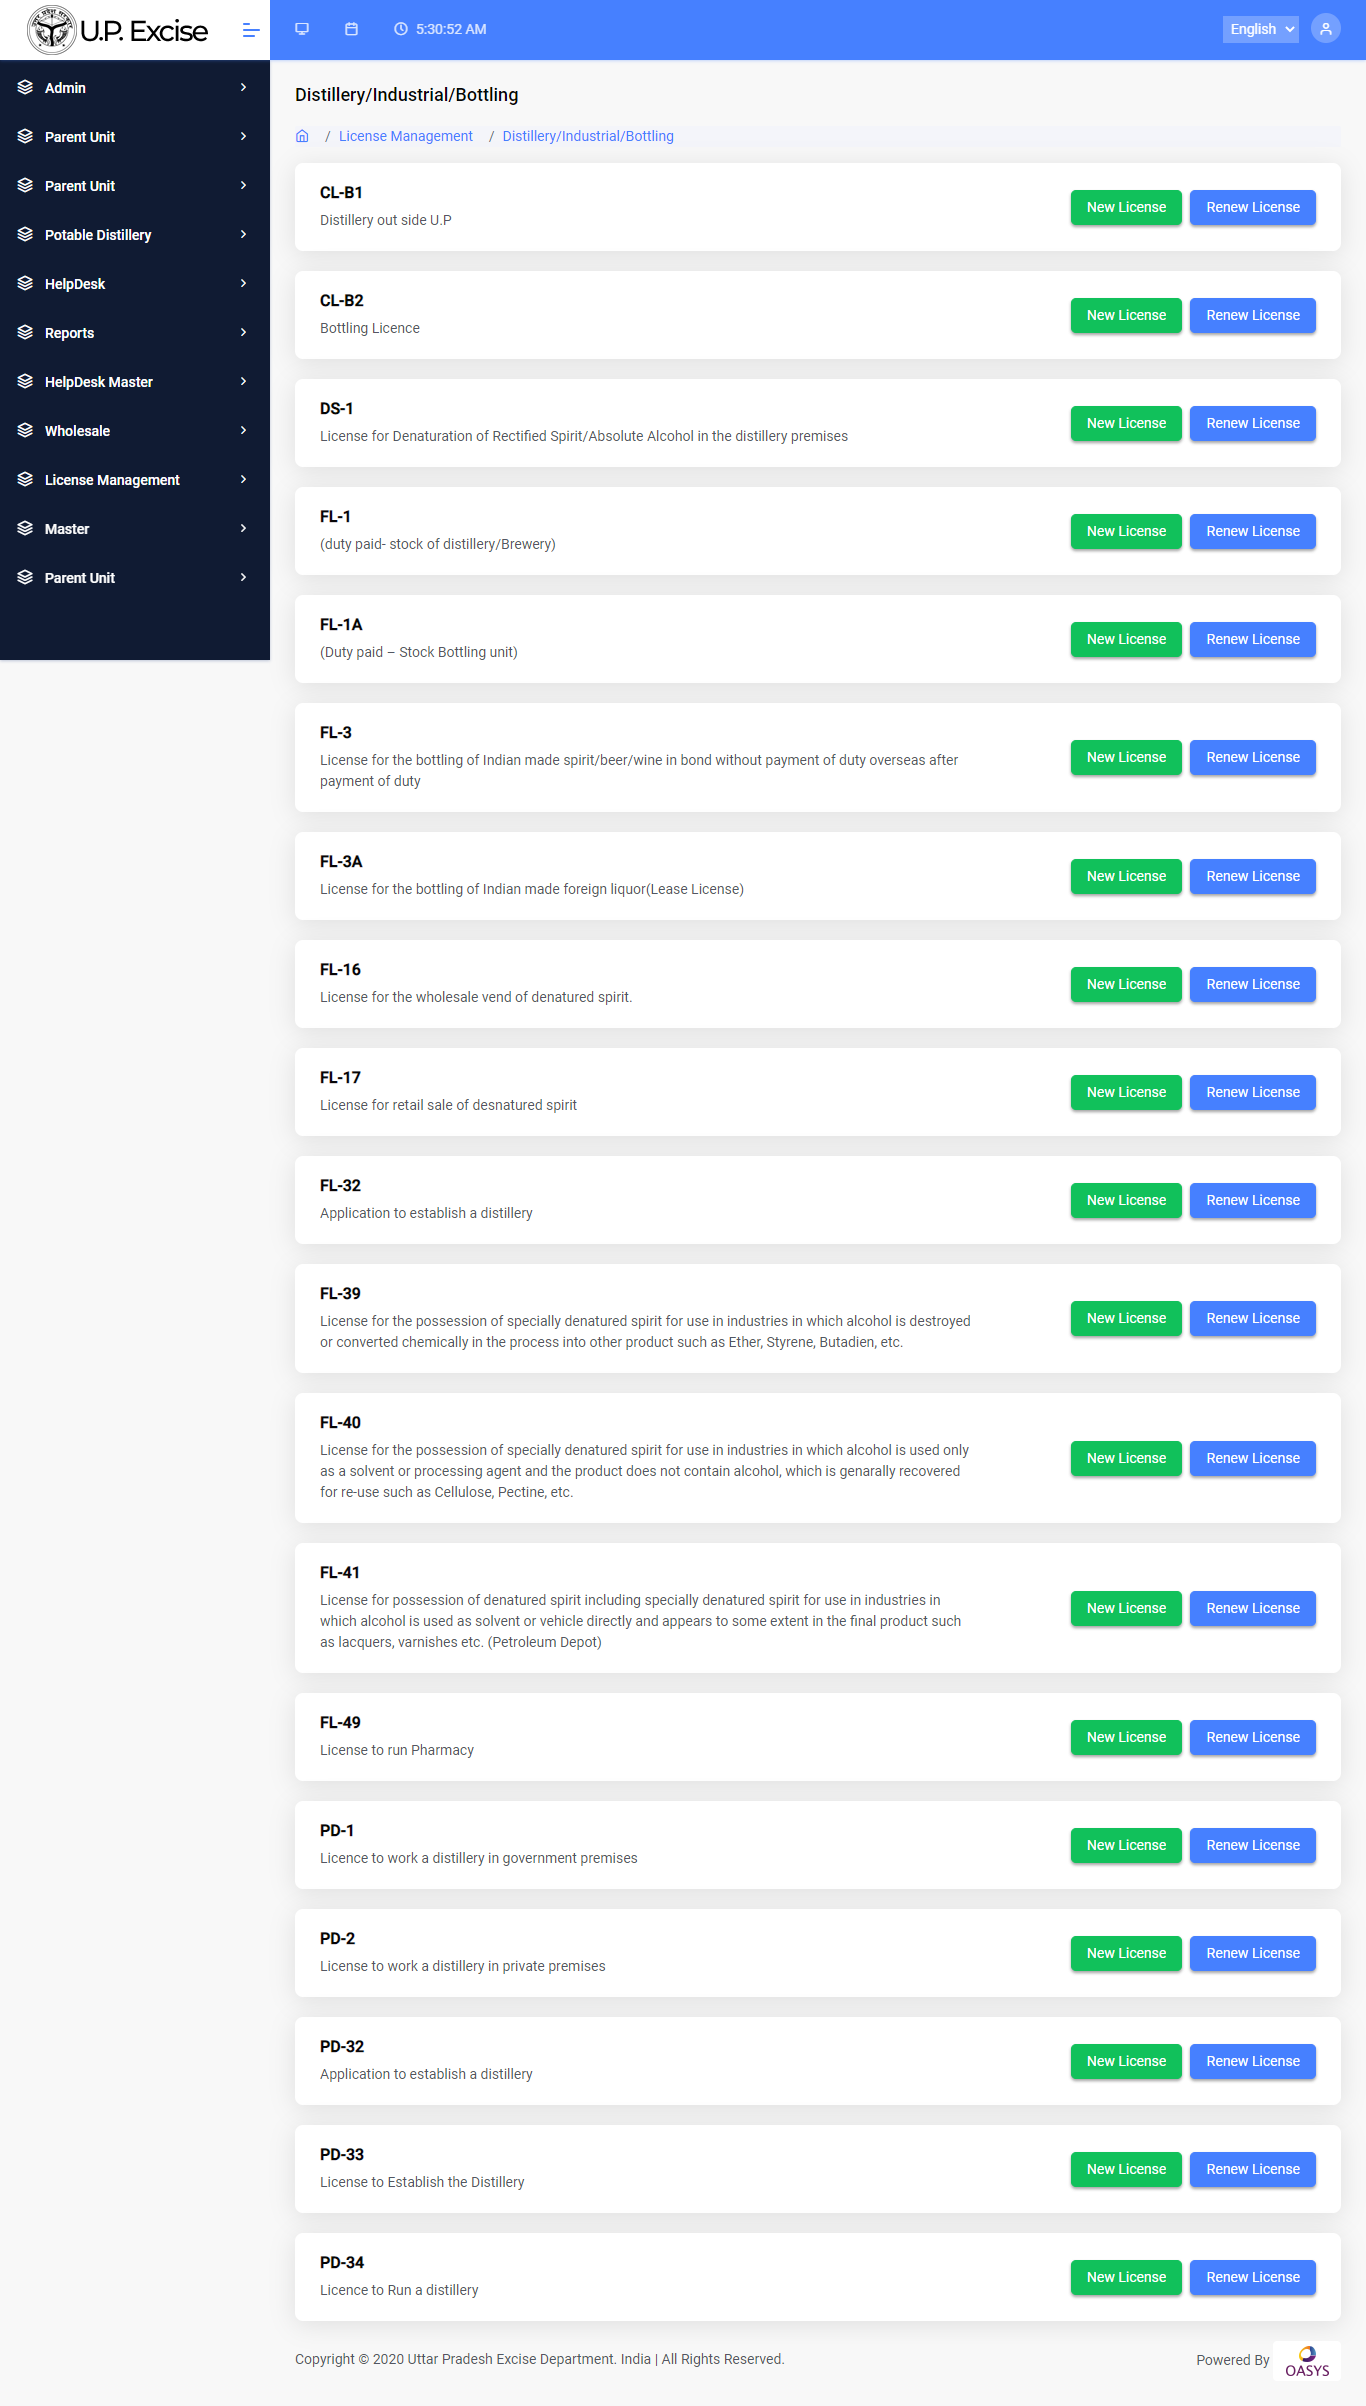 U.P. Excise
5:30:52 AM
English
Admin
Parent Unit
Parent Unit
Potable Distillery
HelpDesk
Reports
HelpDesk Master
Wholesale
License Management
Master
Parent Unit
Distillery/Industrial/Bottling
/ License Management / Distillery/Industrial/Bottling
CL-B1
Distillery out side U.P
New License Renew License
CL-B2
Bottling Licence
New License Renew License
DS-1
License for Denaturation of Rectified Spirit/Absolute Alcohol in the distillery premises
New License Renew License
FL-1
(duty paid- stock of distillery/Brewery)
New License Renew License
FL-1A
(Duty paid – Stock Bottling unit)
New License Renew License
FL-3
License for the bottling of Indian made spirit/beer/wine in bond without payment of duty overseas after
payment of duty
New License Renew License
FL-3A
License for the bottling of Indian made foreign liquor(Lease License)
New License Renew License
FL-16
License for the wholesale vend of denatured spirit.
New License Renew License
FL-17
License for retail sale of desnatured spirit
New License Renew License
FL-32
Application to establish a distillery
New License Renew License
FL-39
License for the possession of specially denatured spirit for use in industries in which alcohol is destroyed
or converted chemically in the process into other product such as Ether, Styrene, Butadien, etc.
New License Renew License
FL-40
License for the possession of specially denatured spirit for use in industries in which alcohol is used only
as a solvent or processing agent and the product does not contain alcohol, which is genarally recovered
for re-use such as Cellulose, Pectine, etc.
New License Renew License
FL-41
License for possession of denatured spirit including specially denatured spirit for use in industries in
which alcohol is used as solvent or vehicle directly and appears to some extent in the final product such
as lacquers, varnishes etc. (Petroleum Depot)
New License Renew License
FL-49
License to run Pharmacy
New License Renew License
PD-1
Licence to work a distillery in government premises
New License Renew License
PD-2
License to work a distillery in private premises
New License Renew License
PD-32
Application to establish a distillery
New License Renew License
PD-33
License to Establish the Distillery
New License Renew License
PD-34
Licence to Run a distillery
New License Renew License
Copyright © 2020 Uttar Pradesh Excise Department. India | All Rights Reserved.
Powered By OASYS